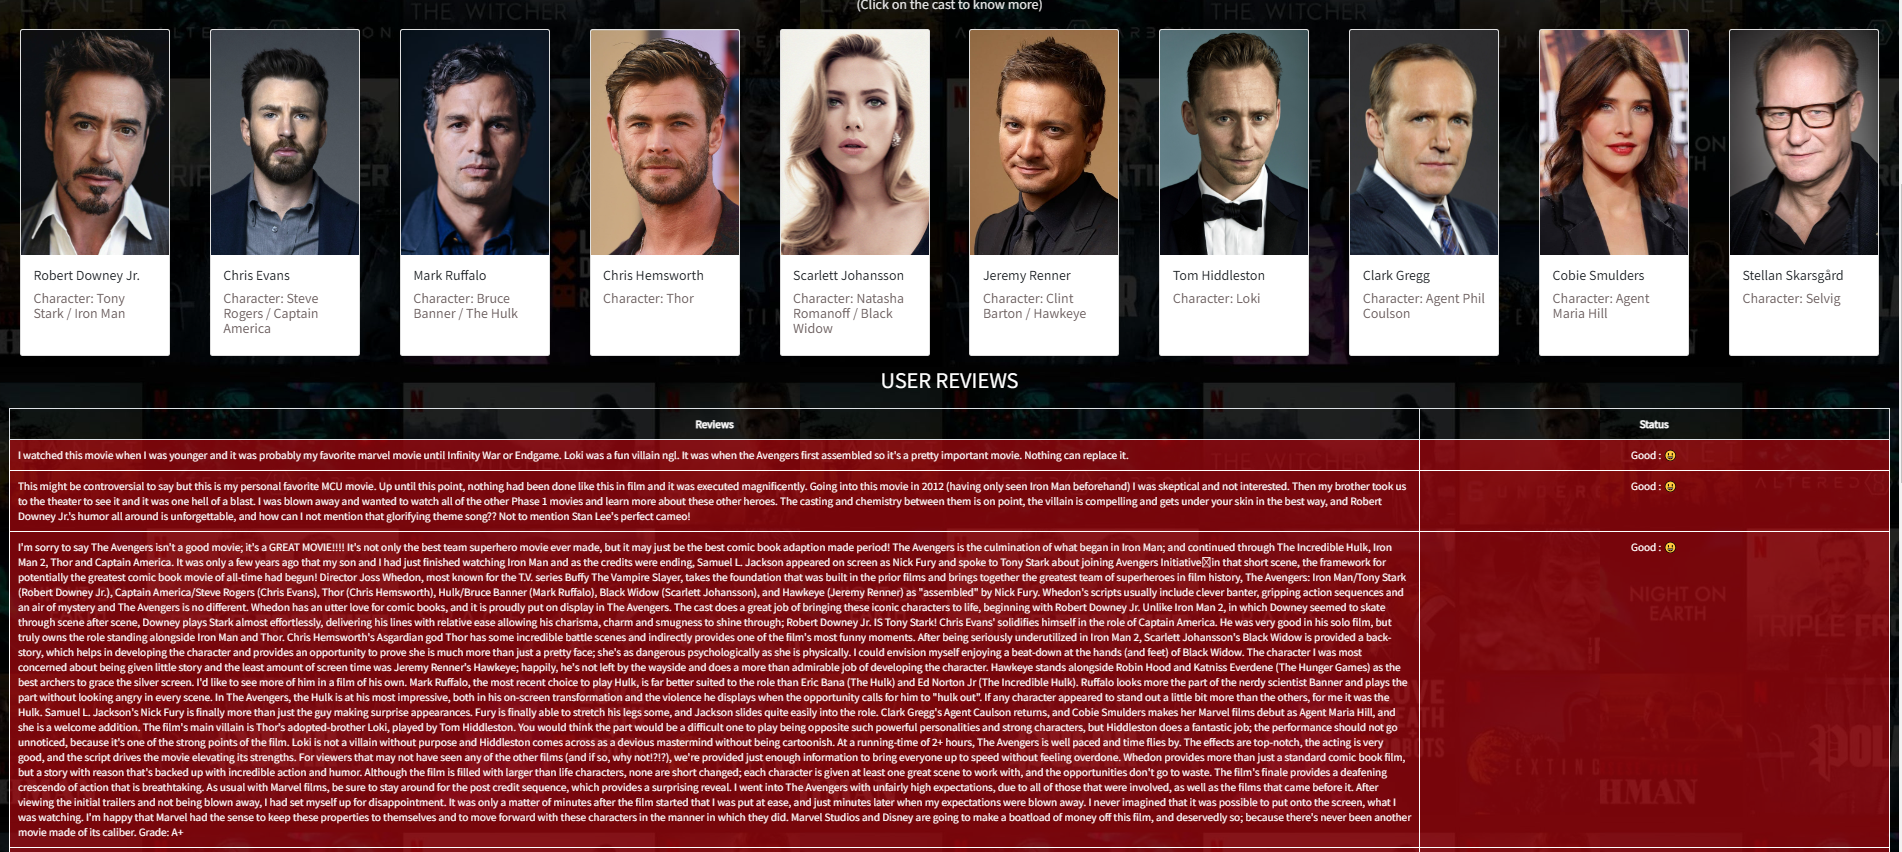 (Click on the cast to know more)
Robert Downey Jr.
Character: Tony
Stark / Iron Man
Chris Evans
Character: Steve
Rogers / Captain
America
Mark Ruffalo
Character: Bruce
Banner / The Hulk
Chris Hemsworth
Character: Thor
Scarlett Johansson
Character: Natasha
Romanoff / Black
Widow
Jeremy Renner
Character: Clint
Barton / Hawkeye
Tom Hiddleston
Character: Loki
Clark Gregg
Character: Agent Phil
Coulson
Cobie Smulders
Character: Agent
Maria Hill
Stellan Skarsgård
Character: Selvig
USER REVIEWS
Reviews
Status
I watched this movie when I was younger and it was probably my favorite marvel movie until Infinity War or Endgame. Loki was a fun villain ngl. It was when the Avengers first assembled so it's a pretty important movie. Nothing can replace it.
Good : 😃
This might be controversial to say but this is my personal favorite MCU movie. Up until this point, nothing had been done like this in film and it was executed magnificently. Going into this movie in 2012 (having only seen Iron Man beforehand) I was skeptical and not interested. Then my brother took us
to the theater to see it and it was one hell of a blast. I was blown away and wanted to watch all of the other Phase 1 movies and learn more about these other heroes. The casting and chemistry between them is on point, the villain is compelling and gets under your skin in the best way, and Robert
Downey Jr.'s humor all around is unforgettable, and how can I not mention that glorifying theme song?? Not to mention Stan Lee's perfect cameo!
Good : 😃
I'm sorry to say The Avengers isn't a good movie; it's a GREAT MOVIE!!!! It's not only the best team superhero movie ever made, but it may just be the best comic book adaption made period! The Avengers is the culmination of what began in Iron Man; and continued through The Incredible Hulk, Iron
Man 2, Thor and Captain America. It was only a few years ago that my son and I had just finished watching Iron Man and as the credits were ending, Samuel L. Jackson appeared on screen as Nick Fury and spoke to Tony Stark about joining Avengers Initiative in that short scene, the framework for
potentially the greatest comic book movie of all-time had begun! Director Joss Whedon, most known for the T.V. series Buffy The Vampire Slayer, takes the foundation that was built in the prior films and brings together the greatest team of superheroes in film history, The Avengers: Iron Man/Tony Stark
(Robert Downey Jr.), Captain America/Steve Rogers (Chris Evans), Thor (Chris Hemsworth), Hulk/Bruce Banner (Mark Ruffalo), Black Widow (Scarlett Johansson), and Hawkeye (Jeremy Renner) as "assembled" by Nick Fury. Whedon's scripts usually include clever banter, gripping action sequences and
an air of mystery and The Avengers is no different. Whedon has an utter love for comic books, and it is proudly put on display in The Avengers. The cast does a great job of bringing these iconic characters to life, beginning with Robert Downey Jr. Unlike Iron Man 2, in which Downey seemed to skate
through scene after scene, Downey plays Stark almost effortlessly, delivering his lines with relative ease allowing his charisma, charm and smugness to shine through; Robert Downey Jr. IS Tony Stark! Chris Evans' solidifies himself in the role of Captain America. He was very good in his solo film, but
truly owns the role standing alongside Iron Man and Thor. Chris Hemsworth's Asgardian god Thor has some incredible battle scenes and indirectly provides one of the film's most funny moments. After being seriously underutilized in Iron Man 2, Scarlett Johansson's Black Widow is provided a back-
story, which helps in developing the character and provides an opportunity to prove she is much more than just a pretty face; she's as dangerous psychologically as she is physically. I could envision myself enjoying a beat-down at the hands (and feet) of Black Widow. The character I was most
concerned about being given little story and the least amount of screen time was Jeremy Renner's Hawkeye; happily, he's not left by the wayside and does a more than admirable job of developing the character. Hawkeye stands alongside Robin Hood and Katniss Everdene (The Hunger Games) as the
best archers to grace the silver screen. I'd like to see more of him in a film of his own. Mark Ruffalo, the most recent choice to play Hulk, is far better suited to the role than Eric Bana (The Hulk) and Ed Norton Jr (The Incredible Hulk). Ruffalo looks more the part of the nerdy scientist Banner and plays the
part without looking angry in every scene. In The Avengers, the Hulk is at his most impressive, both in his on-screen transformation and the violence he displays when the opportunity calls for him to "hulk out". If any character appeared to stand out a little bit more than the others, for me it was the
Hulk. Samuel L. Jackson's Nick Fury is finally more than just the guy making surprise appearances. Fury is finally able to stretch his legs some, and Jackson slides quite easily into the role. Clark Gregg's Agent Caulson returns, and Cobie Smulders makes her Marvel films debut as Agent Maria Hill, and
she is a welcome addition. The film's main villain is Thor's adopted-brother Loki, played by Tom Hiddleston. You would think the part would be a difficult one to play being opposite such powerful personalities and strong characters, but Hiddleston does a fantastic job; the performance should not go
unnoticed, because it's one of the strong points of the film. Loki is not a villain without purpose and Hiddleston comes across as a devious mastermind without being cartoonish. At a running-time of 2+ hours, The Avengers is well paced and time flies by. The effects are top-notch, the acting is very
good, and the script drives the movie elevating its strengths. For viewers that may not have seen any of the other films (and if so, why not!?!?), we're provided just enough information to bring everyone up to speed without feeling overdone. Whedon provides more than just a standard comic book film,
but a story with reason that's backed up with incredible action and humor. Although the film is filled with larger than life characters, none are short changed; each character is given at least one great scene to work with, and the opportunities don't go to waste. The film's finale provides a deafening
crescendo of action that is breathtaking. As usual with Marvel films, be sure to stay around for the post credit sequence, which provides a surprising reveal. I went into The Avengers with unfairly high expectations, due to all of those that were involved, as well as the films that came before it. After
viewing the initial trailers and not being blown away, I had set myself up for disappointment. It was only a matter of minutes after the film started that I was put at ease, and just minutes later when my expectations were blown away. I never imagined that it was possible to put onto the screen, what I
was watching. I'm happy that Marvel had the sense to keep these properties to themselves and to move forward with these characters in the manner in which they did. Marvel Studios and Disney are going to make a boatload of money off this film, and deservedly so; because there's never been another
movie made of its caliber. Grade: A+
Good : 😃
THE WITCHER
THE WITCHER
NIGHT ON
EARTH